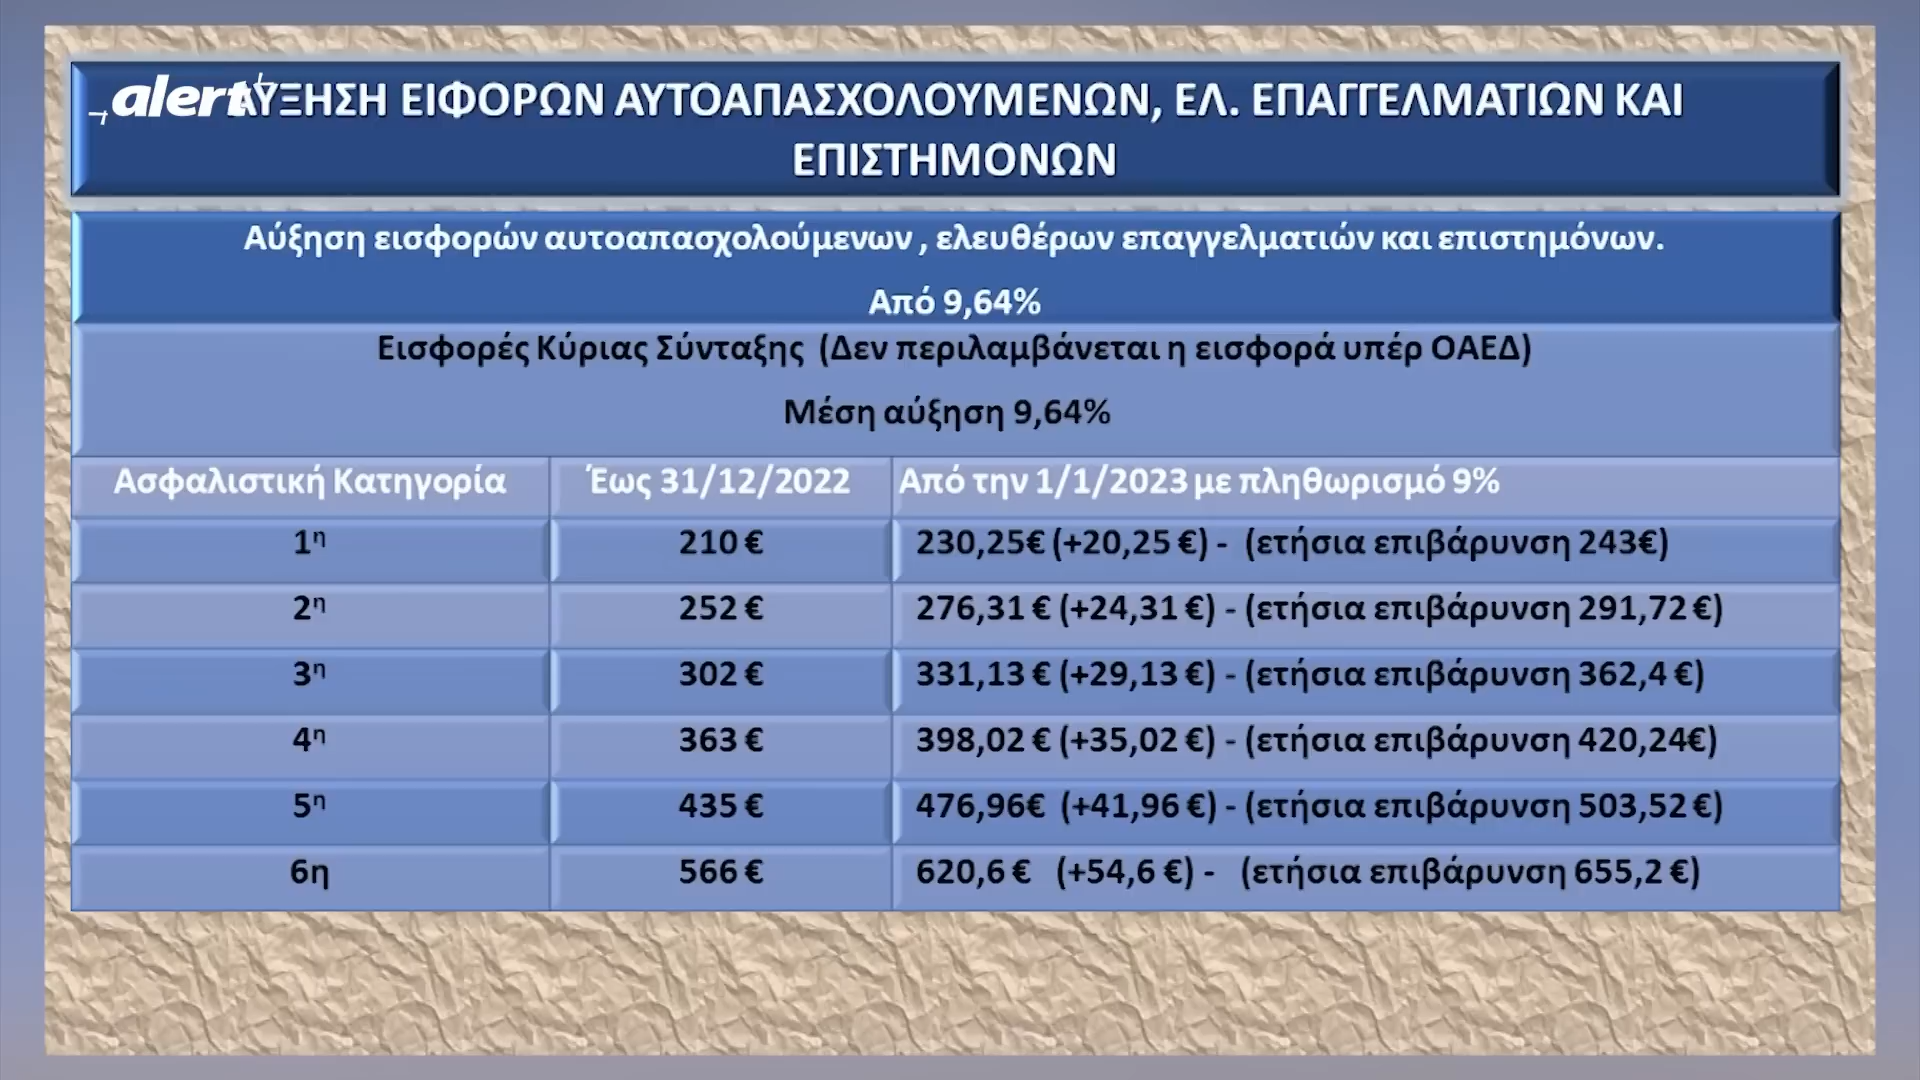 alert
ΑΥΞΗΣΗ ΕΙΦΟΡΩΝ ΑΥΤΟΑΠΑΣΧΟΛΟΥΜΕΝΩΝ, ΕΛ. ΕΠΑΓΓΕΛΜΑΤΙΩΝ ΚΑΙ
ΕΠΙΣΤΗΜΟΝΩΝ
Αύξηση εισφορών αυτοαπασχολούμενων , ελευθέρων επαγγελματιών και επιστημόνων.
Από 9,64%
Εισφορές Κύριας Σύνταξης (Δεν περιλαμβάνεται η εισφορά υπέρ ΟΑΕΔ)
Μέση αύξηση 9,64%
Ασφαλιστική Κατηγορία Έως 31/12/2022 Από την 1/1/2023 με πληθωρισμό 9%
1η 210 € 230,25€ (+20,25 €) - (ετήσια επιβάρυνση 243€)
2η 252 € 276,31 € (+24,31 €) - (ετήσια επιβάρυνση 291,72 €)
3η 302 € 331,13 € (+29,13 €) - (ετήσια επιβάρυνση 362,4 €)
4η 363 € 398,02 € (+35,02 €) - (ετήσια επιβάρυνση 420,24€)
5η 435 € 476,96€ (+41,96 €) - (ετήσια επιβάρυνση 503,52 €)
6η 566 € 620,6 € (+54,6 €) - (ετήσια επιβάρυνση 655,2 €)